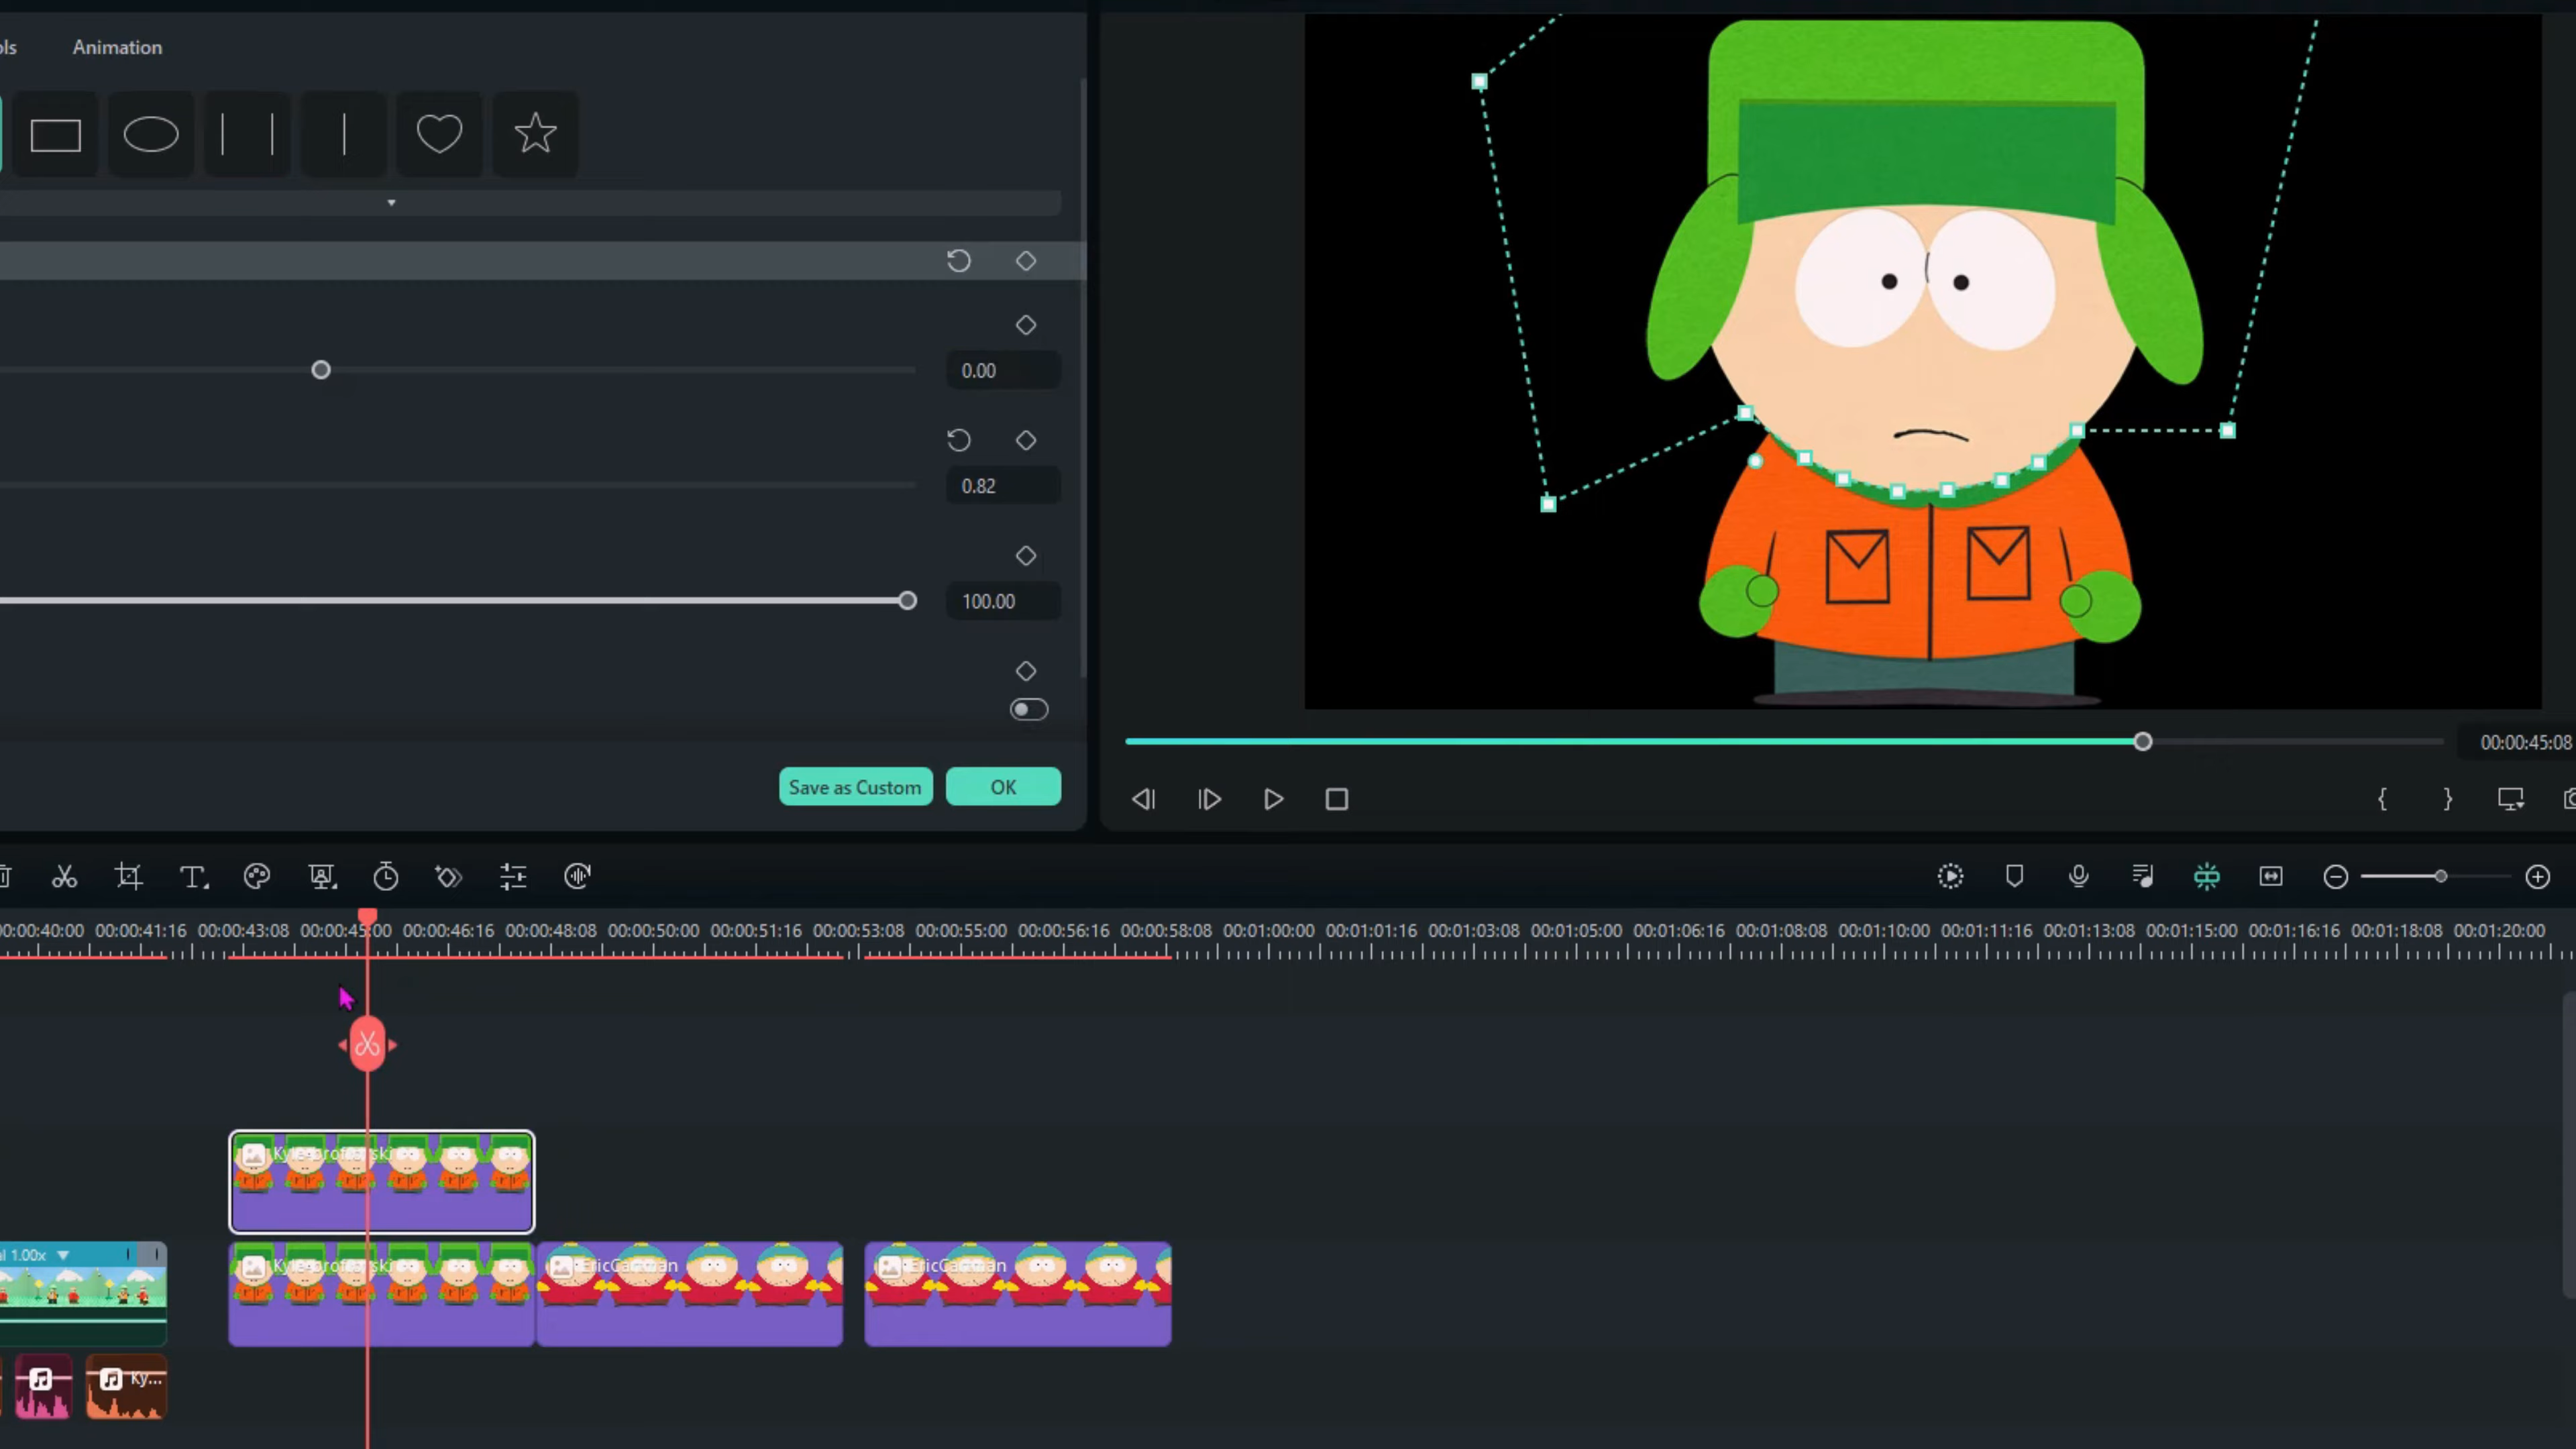 ols Animation
0.00
0.82
100.00
Save as Custom OK
00:00:45:08
00:00:40:00 00:00:41:16 00:00:43:08 00:00:45:00 00:00:46:16 00:00:48:08 00:00:50:00 00:00:51:16 00:00:53:08 00:00:55:00 00:00:56:16 00:00:58:08 00:01:00:00 00:01:01:16 00:01:03:08 00:01:05:00 00:01:06:16 00:01:08:08 00:01:10:00 00:01:11:16 00:01:13:08 00:01:15:00 00:01:16:16 00:01:18:08 00:01:20:00
al 1.00x
EricCartman
EricCartman
Ky...